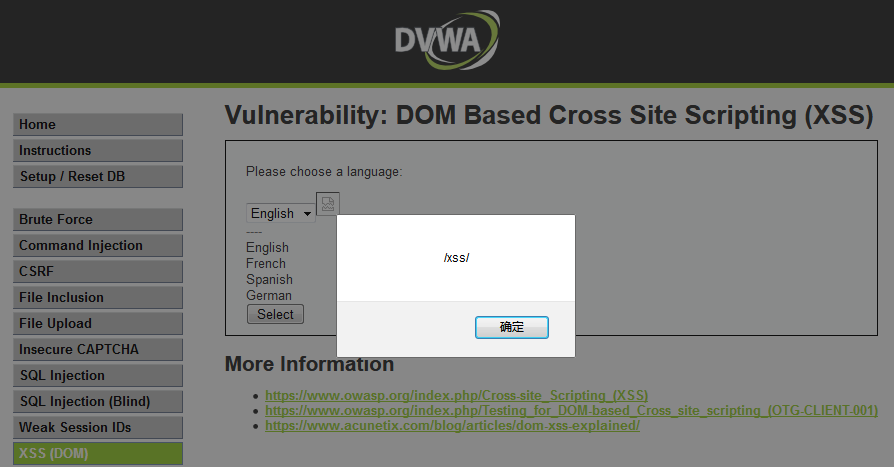 DVWA
Vulnerability: DOM Based Cross Site Scripting (XSS)
Home
Instructions
Setup / Reset DB
Brute Force
Command Injection
CSRF
File Inclusion
File Upload
Insecure CAPTCHA
SQL Injection
SQL Injection (Blind)
Weak Session IDs
XSS (DOM)
Please choose a language:
English
----
English
French
Spanish
German
Select
/xss/
确定
More Information
https://www.owasp.org/index.php/Cross-site_Scripting_(XSS)
https://www.owasp.org/index.php/Testing_for_DOM-based_Cross_site_scripting_(OTG-CLIENT-001)
https://www.acunetix.com/blog/articles/dom-xss-explained/